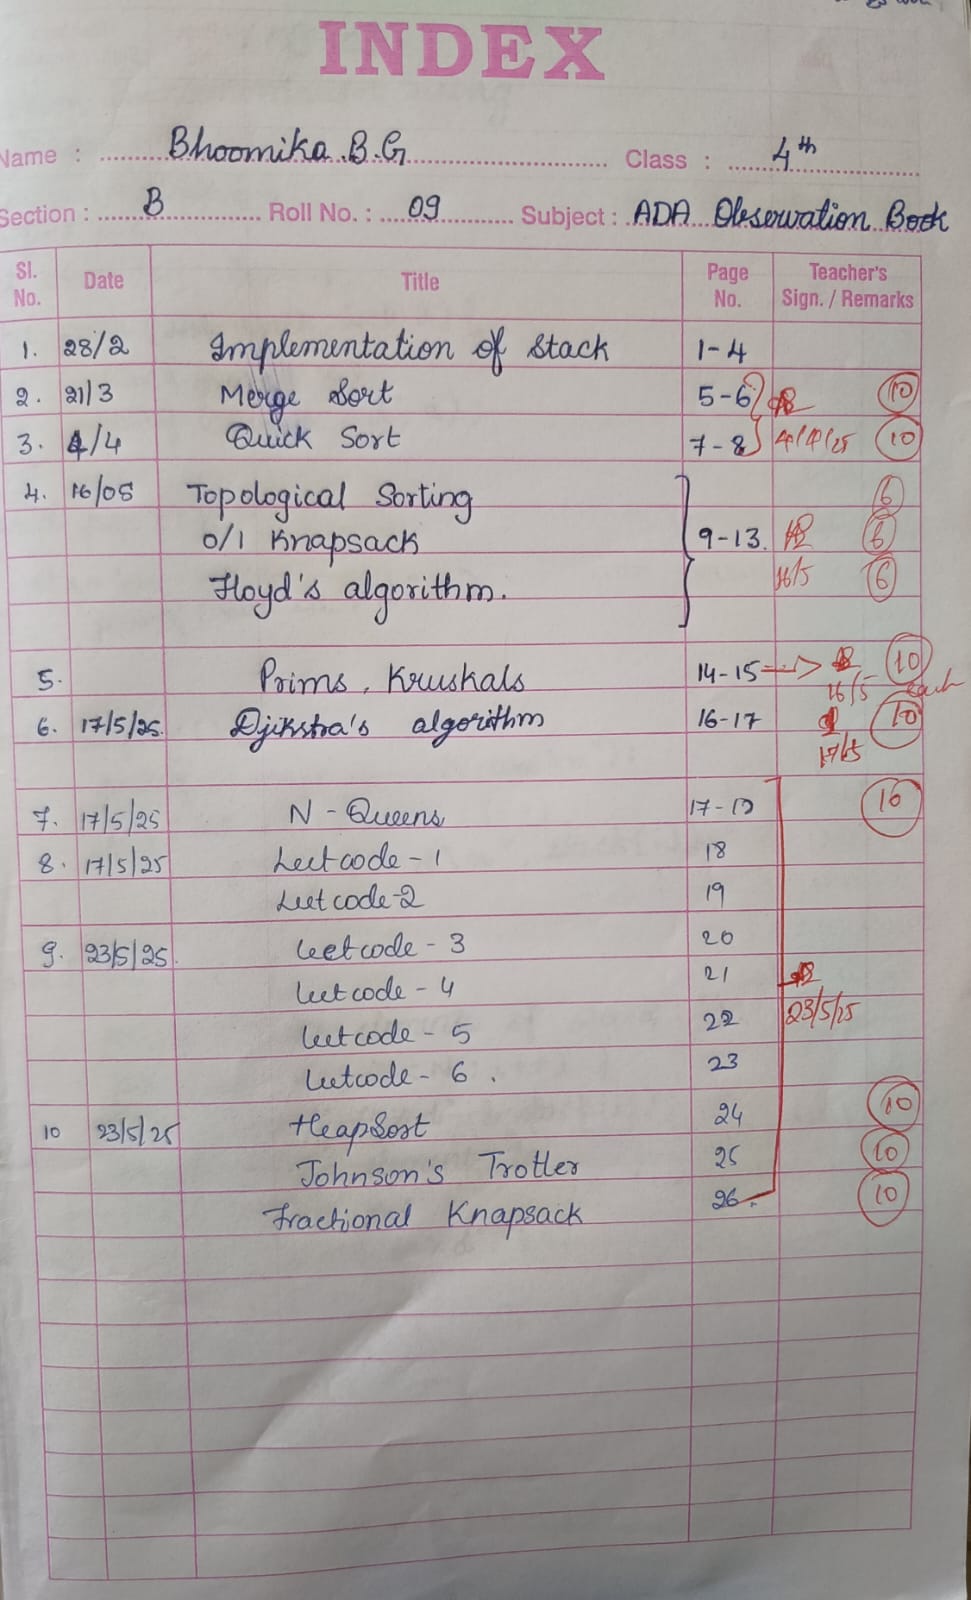 INDEX
Name : Bhoomika.B.G Class : 4th
Section : B Roll No. : 09 Subject : ADA Observation Book
Sl. No. Date Title Page No. Teacher's Sign. / Remarks
1. 28/2 Implementation of Stack 1-4
2. 21/3 Merge Sort 5-6 10
3. 4/4 Quick Sort 7-8 4/4/25 10
4. 16/05 Topological Sorting 6
0/1 Knapsack 9-13. 6
Floyd's algorithm. 16/5 6
5. Prims, Kruskals 14-15 10
16/5 each
6. 17/5/25. Djikstra's algorithm 16-17 10
17/5
7. 17/5/25 N - Queens 17-19 10
8. 17/5/25 Leetcode - 1 18
Leetcode-2 19
9. 23/5/25. leetcode - 3 20
leetcode - 4 21
leetcode - 5 22 23/5/25
leetcode - 6. 23
10 23/5/25 HeapSort 24 10
Johnson's Trotler 25 10
Fractional Knapsack 26. 10